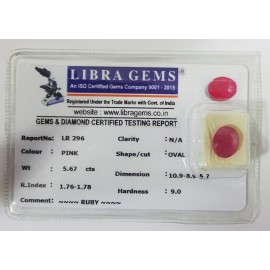 LIBRA GEMS
An ISO Certified Gems Company 9001 - 2015
Registered Under the Trade Marks with Govt. of India
website : www.libragems.co.in
GEMS & DIAMOND CERTIFIED TESTING REPORT
ReportNo: LR 296 Clarity : N/A
Colour : PINK Shape/cut : OVAL
Wt : 5.67 cts Dimension : 10.9-8.9-5.7
R.Index : 1.76-1.78 Hardness : 9.0
Comment : ~~~~ RUBY ~~~~